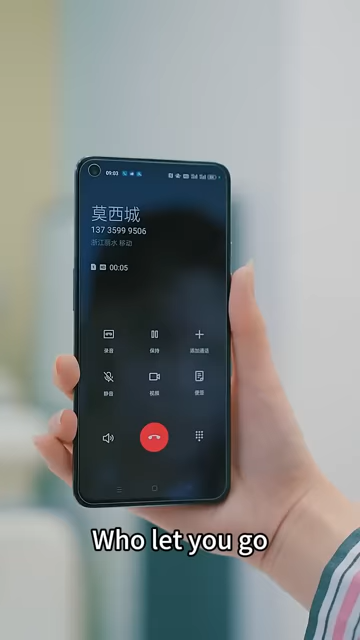 09:03
莫西城
137 3599 9506
浙江丽水 移动
00:05
录音
保持
添加通话
静音
视频
便签
Who let you go